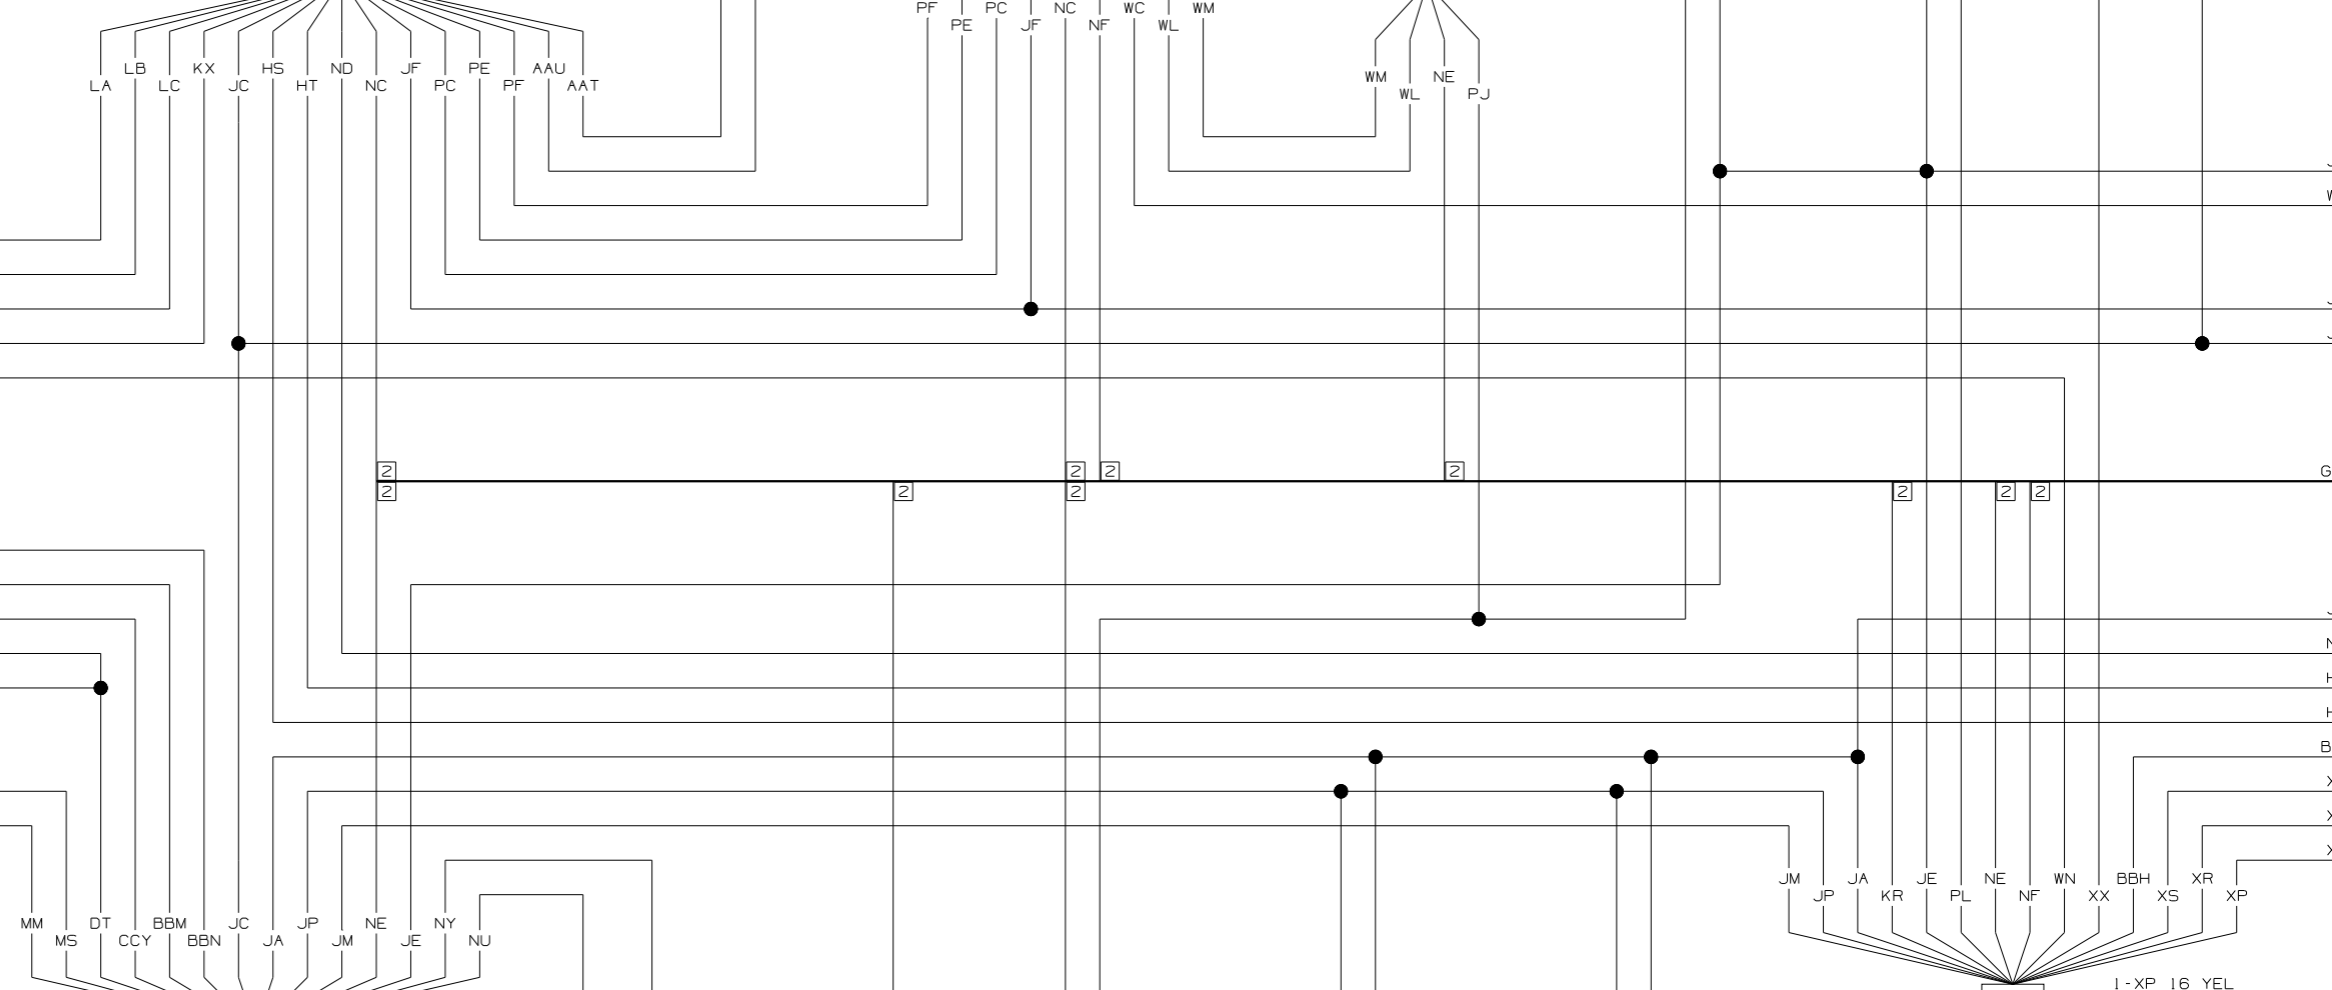 PF PC NC WC WM
PE JF NF WL
LB KX HS ND JF PE AAU
LA LC JC HT NC PC PF AAT
WM NE
WL PJ
2 2 2 2
G
2 2 2 2 2 2
JM JA JE NE WN BBH XR
JP KR PL NF XX XS XP
MM DT BBM JC JP NE NY
MS CCY BBN JA JM JE NU
1-XP 16 YEL